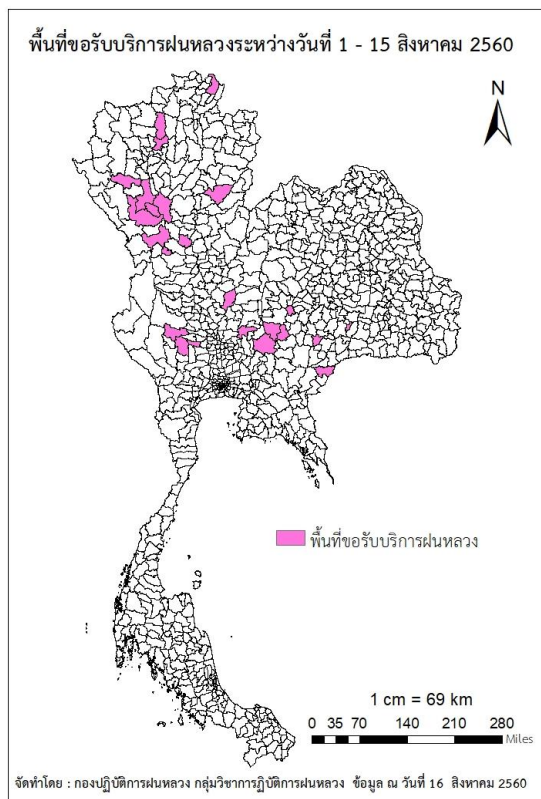 พื้นที่ขอรับบริการฝนหลวงระหว่างวันที่ 1 - 15 สิงหาคม 2560
N
พื้นที่ขอรับบริการฝนหลวง
1 cm = 69 km
0 35 70 140 210 280
Miles
จัดทำโดย : กองปฏิบัติการฝนหลวง กลุ่มวิชาการฏิบัติการฝนหลวง ข้อมูล ณ วันที่ 16 สิงหาคม 2560